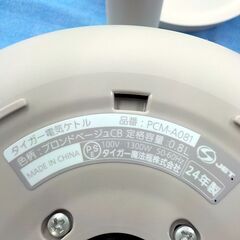 タイガー電気ケトル 品番：PCM-A081
色柄：ブロンドベージュCB 定格容量 0.8L
MADE IN CHINA
PSE
100V 1300W 50-60Hz
タイガー魔法瓶株式会社
24年製